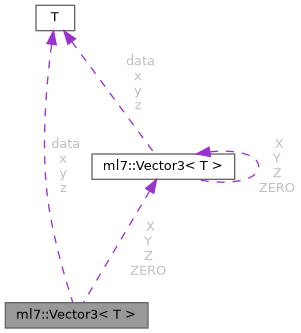 T
data
x
y
z
data
x
y
z
ml7::Vector3< T >
X
Y
Z
ZERO
X
Y
Z
ZERO
ml7::Vector3< T >